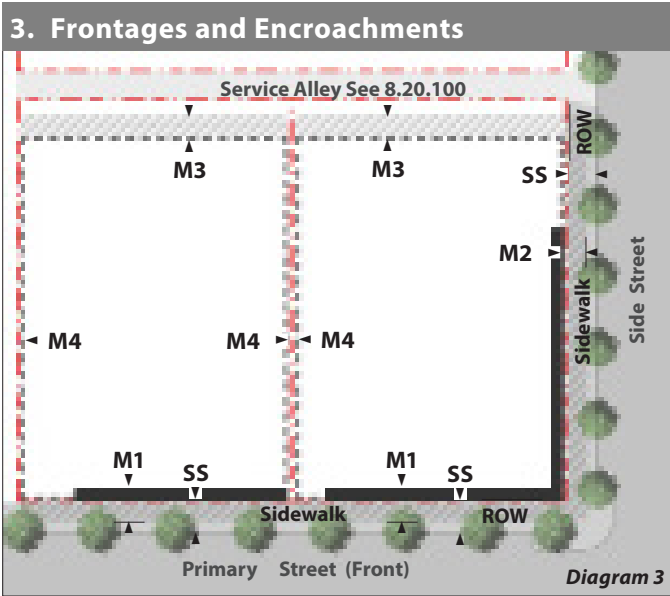 3. Frontages and Encroachments
Service Alley See 8.20.100
ROW
M3
M3
SS
M2
Sidewalk
Side Street
M4
M4
M4
M1
SS
M1
SS
Sidewalk
ROW
Primary Street (Front)
Diagram 3